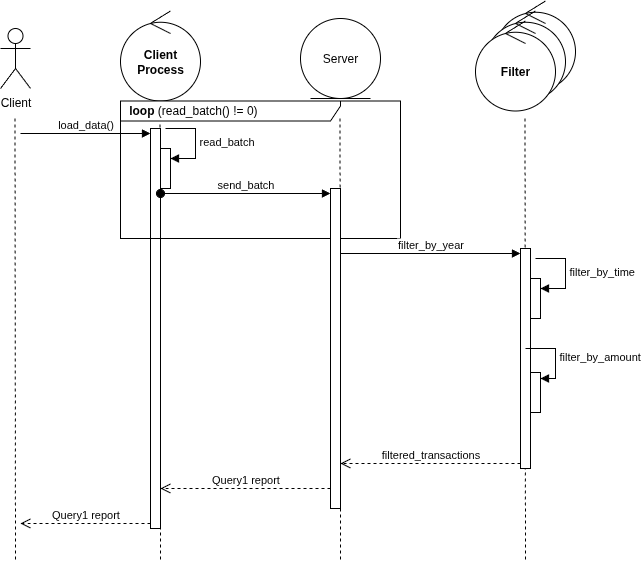 Client
Client
Process
Server
Filter
loop (read_batch() != 0)
load_data()
read_batch
send_batch
filter_by_year
filter_by_time
filter_by_amount
filtered_transactions
Query1 report
Query1 report